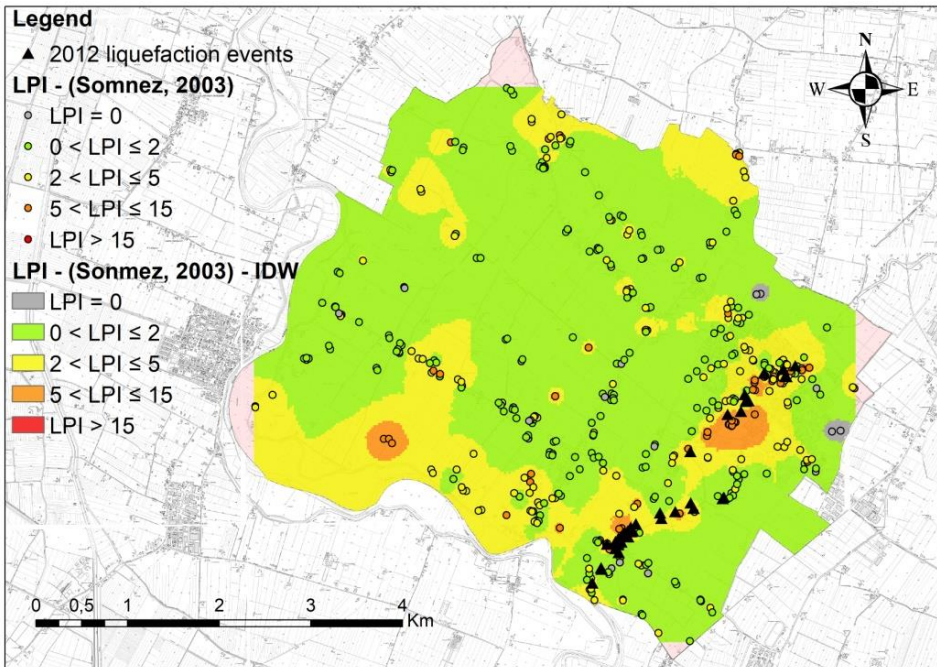 Legend
2012 liquefaction events
LPI - (Somnez, 2003)
LPI = 0
0 < LPI ≤ 2
2 < LPI ≤ 5
5 < LPI ≤ 15
LPI > 15
LPI - (Sonmez, 2003) - IDW
LPI = 0
0 < LPI ≤ 2
2 < LPI ≤ 5
5 < LPI ≤ 15
LPI > 15
N
W E
S
0 0,5 1 2 3 4
Km